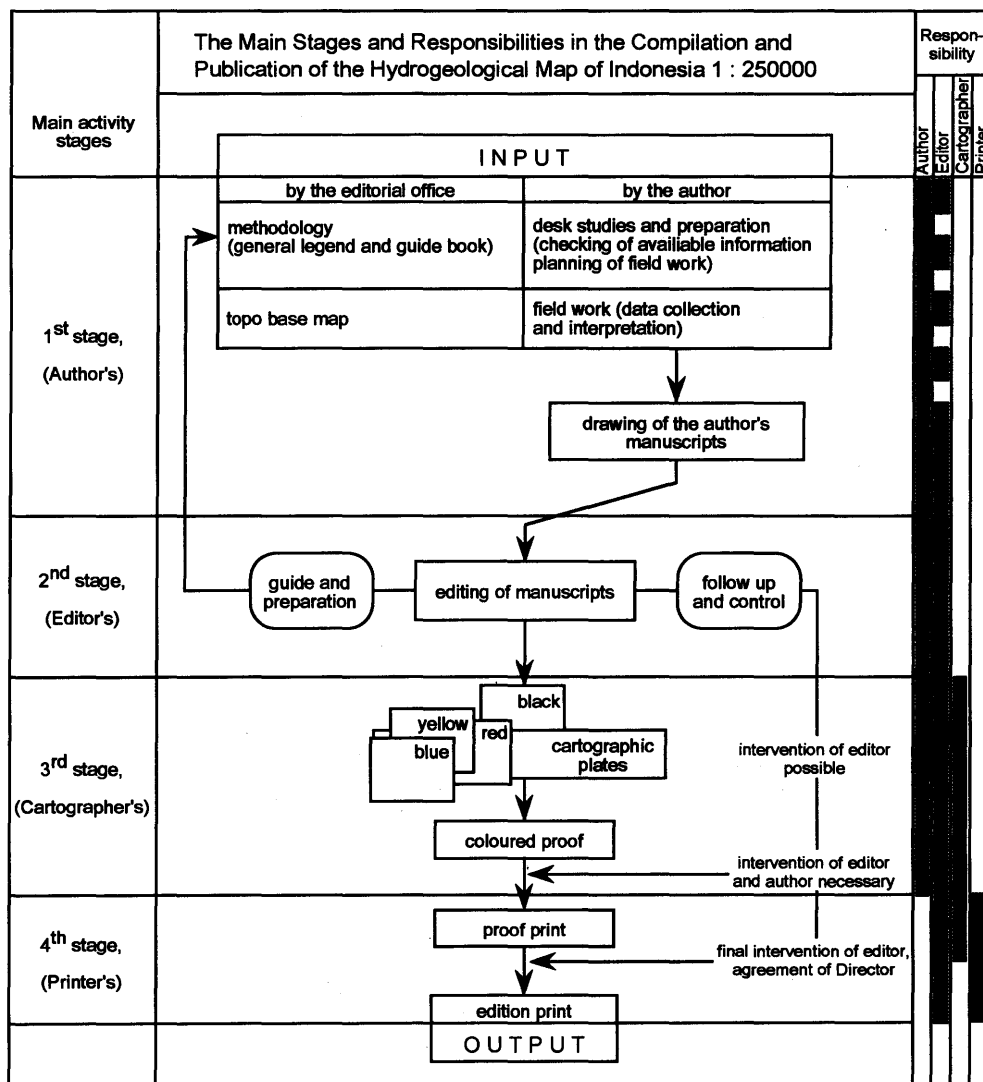 The Main Stages and Responsibilities in the Compilation and
Publication of the Hydrogeological Map of Indonesia 1 : 250000
Respon-
sibility
Main activity
stages
Author
Editor
Cartographer
Printer
INPUT
by the editorial office
by the author
methodology
(general legend and guide book)
desk studies and preparation
(checking of availiable information
planning of field work)
topo base map
field work (data collection
and interpretation)
1st stage,
(Author's)
drawing of the author's
manuscripts
2nd stage,
(Editor's)
guide and
preparation
editing of manuscripts
follow up
and control
3rd stage,
(Cartographer's)
black
yellow
red
blue
cartographic
plates
intervention of editor
possible
coloured proof
intervention of editor
and author necessary
4th stage,
(Printer's)
proof print
final intervention of editor,
agreement of Director
edition print
OUTPUT